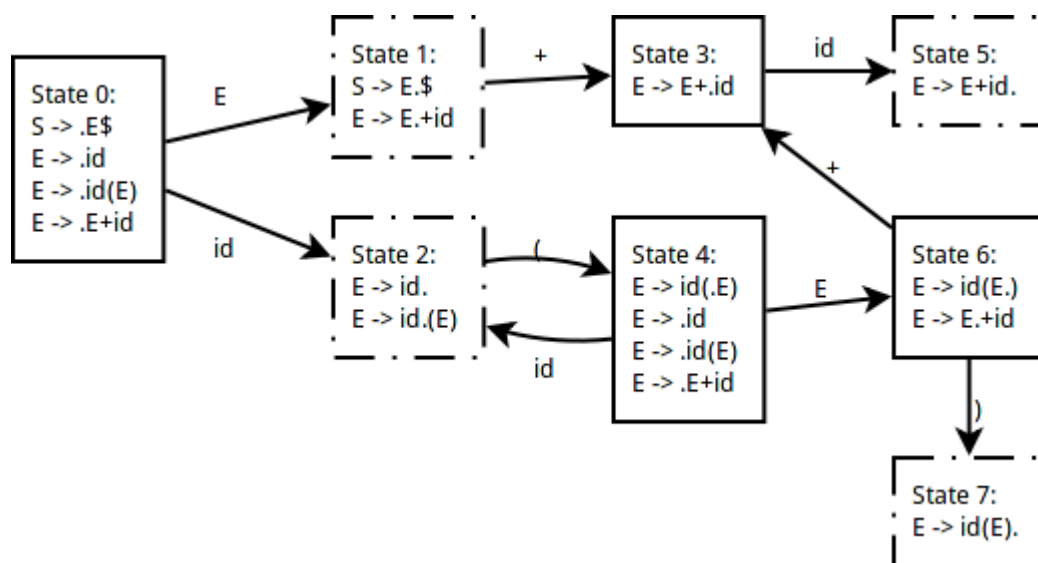 State 0:
S -> .E$
E -> .id
E -> .id(E)
E -> .E+id
E
id
State 1:
S -> E.$
E -> E.+id
+
State 3:
E -> E+.id
id
State 5:
E -> E+id.
State 2:
E -> id.
E -> id.(E)
(
id
State 4:
E -> id(.E)
E -> .id
E -> .id(E)
E -> .E+id
E
+
State 6:
E -> id(E.)
E -> E.+id
)
State 7:
E -> id(E).